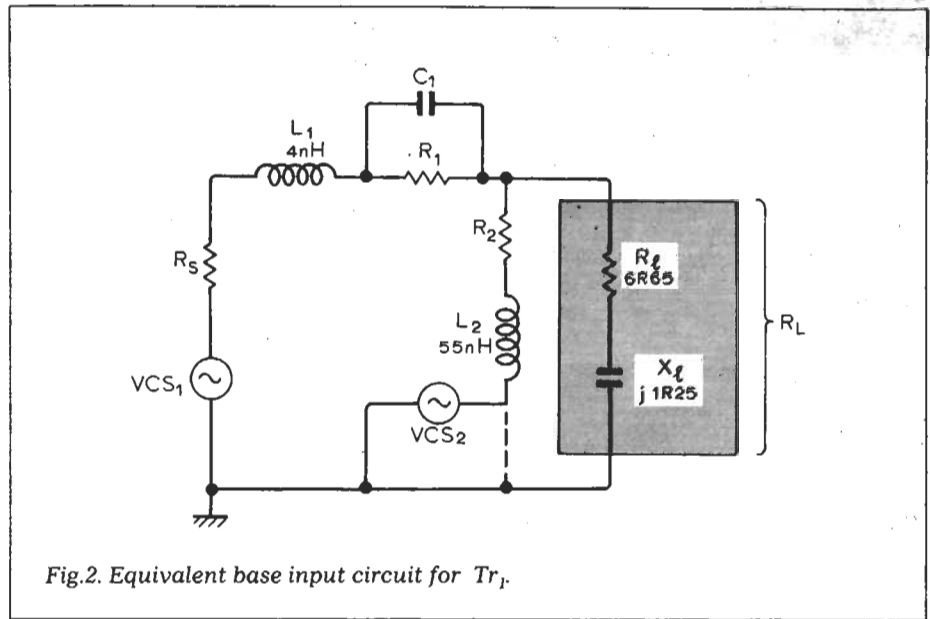 C₁
L₁
4nH
R₁
R₂
Rₛ
Rℓ
6R65
L₂
55nH
RL
Xℓ
j 1R25
VCS₁
VCS₂
Fig.2. Equivalent base input circuit for Tr₁.